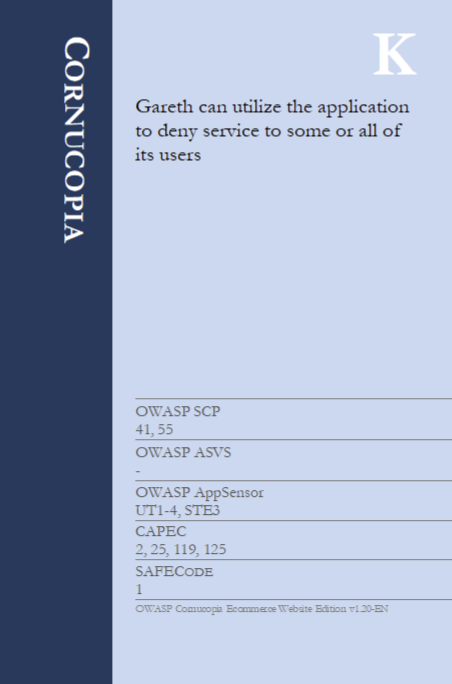 CORNUCOPIA
K
Gareth can utilize the application
to deny service to some or all of
its users
OWASP SCP
41, 55
OWASP ASVS
-
OWASP AppSensor
UT1-4, STE3
CAPEC
2, 25, 119, 125
SAFECODE
1
OWASP Cornucopia Ecommerce Website Edition v1.20-EN